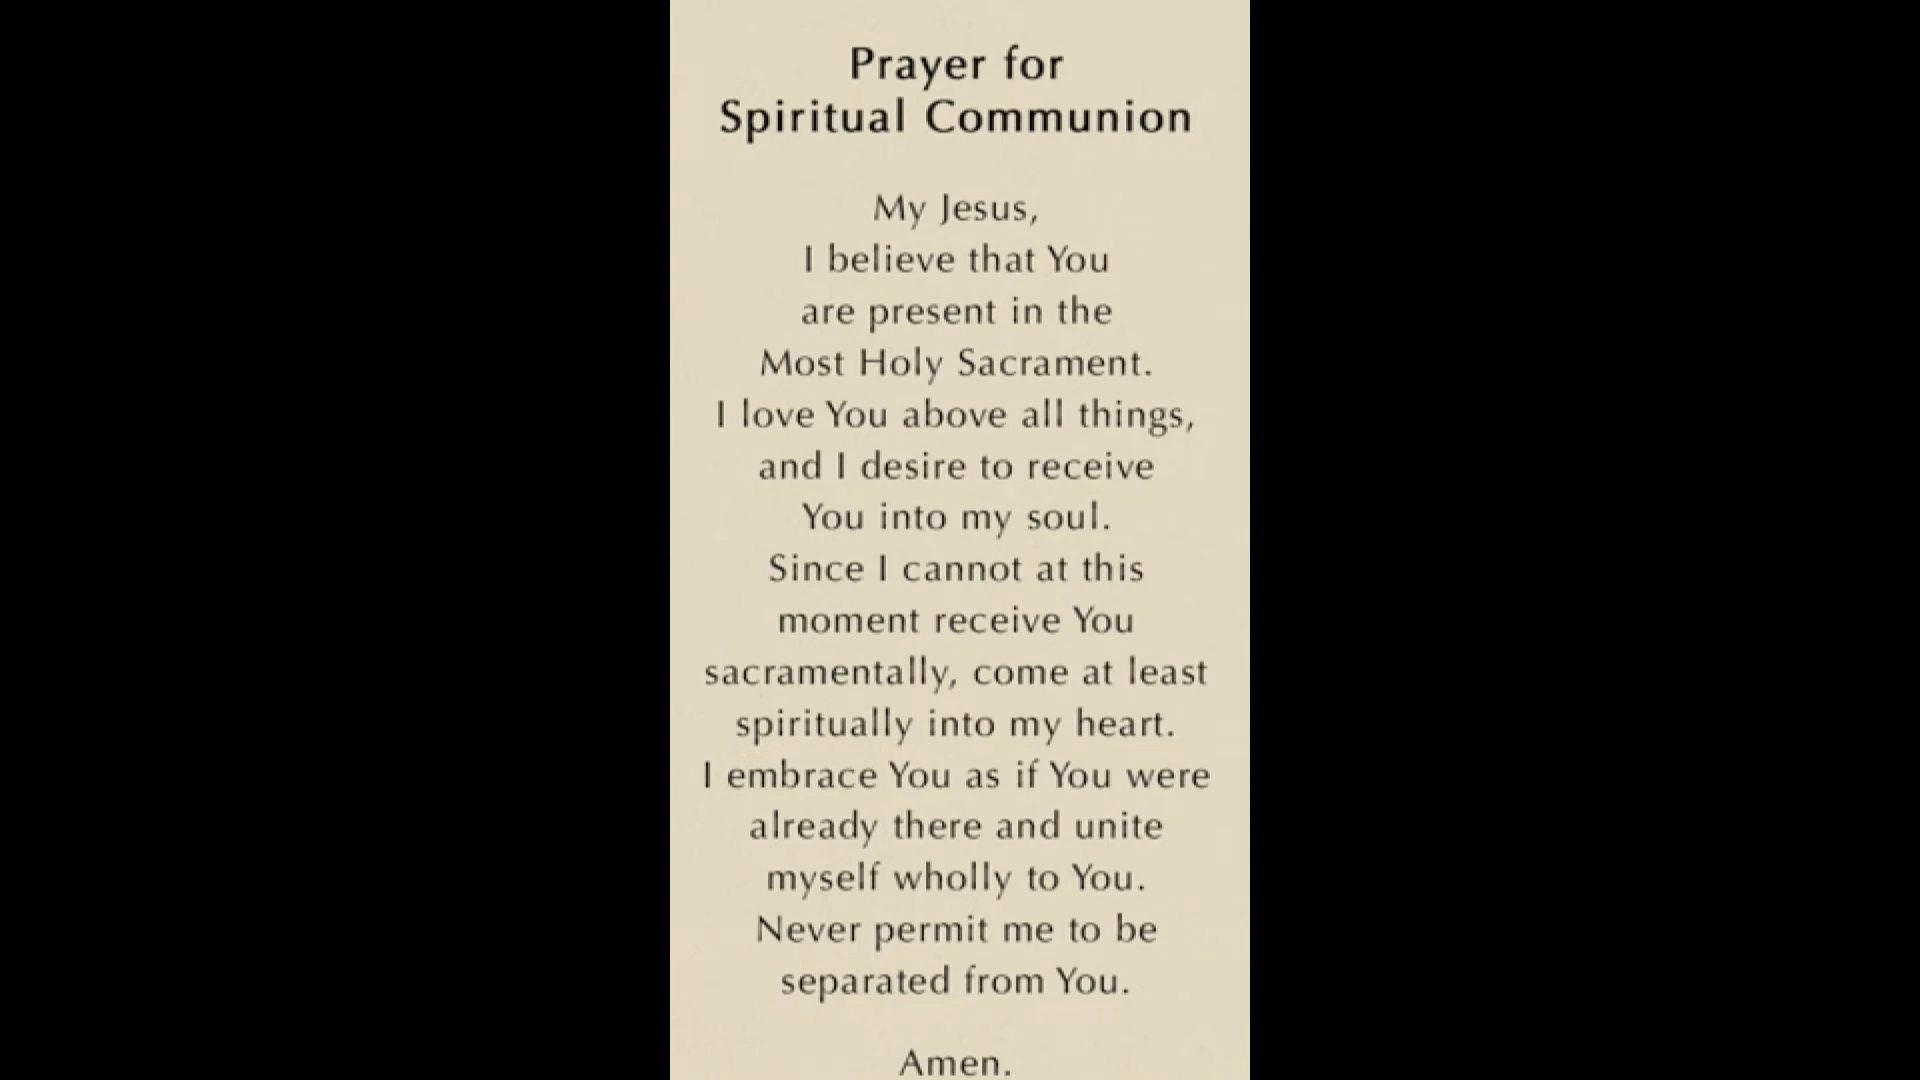 Prayer for
Spiritual Communion
My Jesus,
I believe that You
are present in the
Most Holy Sacrament.
I love You above all things,
and I desire to receive
You into my soul.
Since I cannot at this
moment receive You
sacramentally, come at least
spiritually into my heart.
I embrace You as if You were
already there and unite
myself wholly to You.
Never permit me to be
separated from You.
Amen.